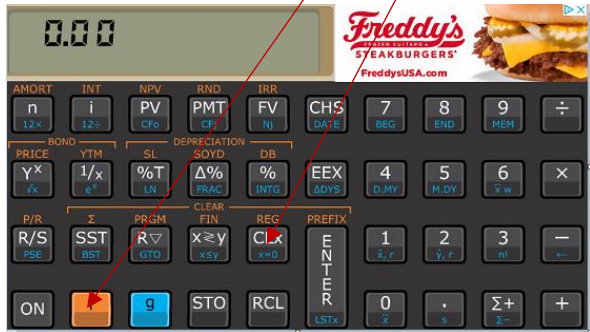 0.00
Freddy's
FROZEN CUSTARD &
STEAKBURGERS
FreddysUSA.com
AMORT INT NPV RND IRR
n i PV PMT FV CHS 7 8 9 ÷
12× 12÷ CFo CFj Nj DATE BEG END MEM
BOND DEPRECIATION
PRICE YTM SL SOYD DB
Yˣ 1/x %T Δ% % EEX 4 5 6 ×
√x eˣ LN FRAC INTG ΔDYS D.MY M.DY x̄ w
CLEAR
P/R Σ PRGM FIN REG PREFIX
R/S SST R▽ x≷y CLx ENTER 1 2 3 −
PSE BST GTO x≤y x=0 LSTx x̂, r ŷ, r n! ←
ON f g STO RCL 0 . Σ+ +
x̄ s Σ−